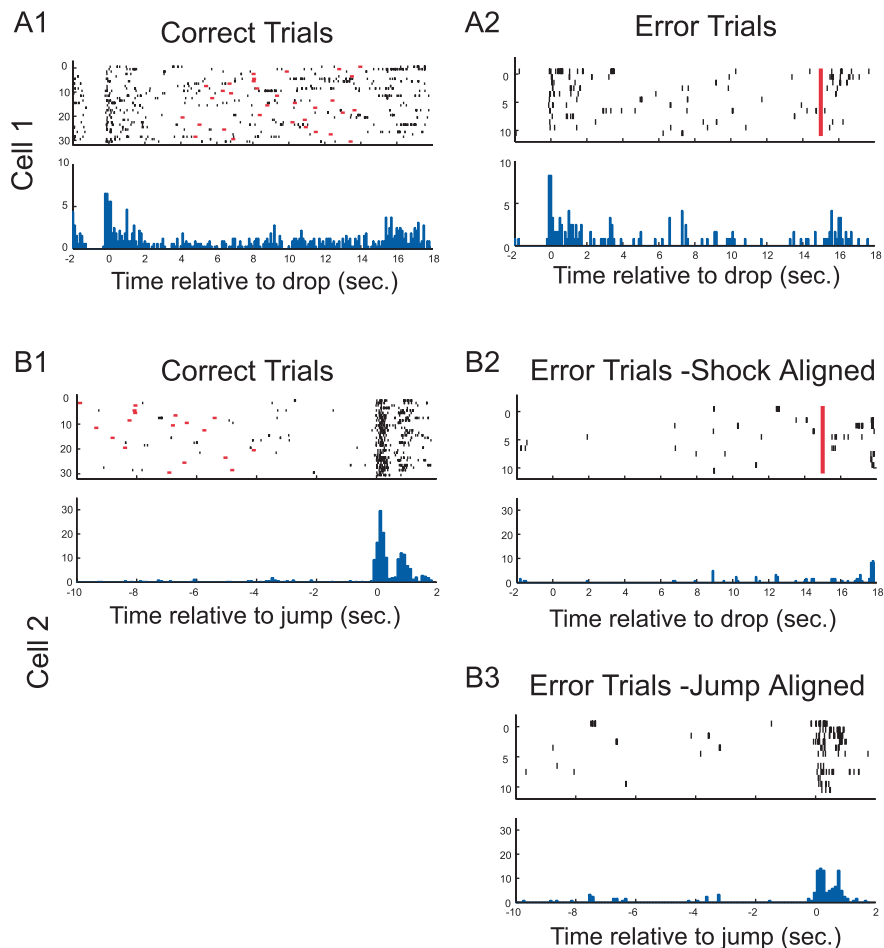 A1
Correct Trials
Cell 1
0
10
20
30
10
5
0
-2 0 2 4 6 8 10 12 14 16 18
Time relative to drop (sec.)
A2
Error Trials
0
5
10
10
5
0
-2 0 2 4 6 8 10 12 14 16 18
Time relative to drop (sec.)
B1
Correct Trials
Cell 2
0
10
20
30
30
20
10
0
-10 -8 -6 -4 -2 0 2
Time relative to jump (sec.)
B2
Error Trials -Shock Aligned
0
5
10
30
20
10
0
-2 0 2 4 6 8 10 12 14 16 18
Time relative to drop (sec.)
B3
Error Trials -Jump Aligned
0
5
10
30
20
10
0
-10 -8 -6 -4 -2 0 2
Time relative to jump (sec.)